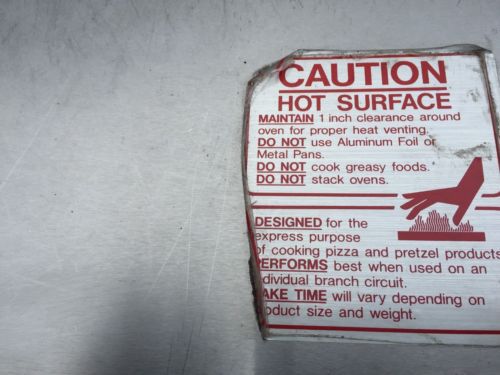 CAUTION
HOT SURFACE
MAINTAIN 1 inch clearance around
oven for proper heat venting.
DO NOT use Aluminum Foil or
Metal Pans.
DO NOT cook greasy foods.
DO NOT stack ovens.
DESIGNED for the
express purpose
of cooking pizza and pretzel products
PERFORMS best when used on an
dividual branch circuit.
AKE TIME will vary depending on
oduct size and weight.